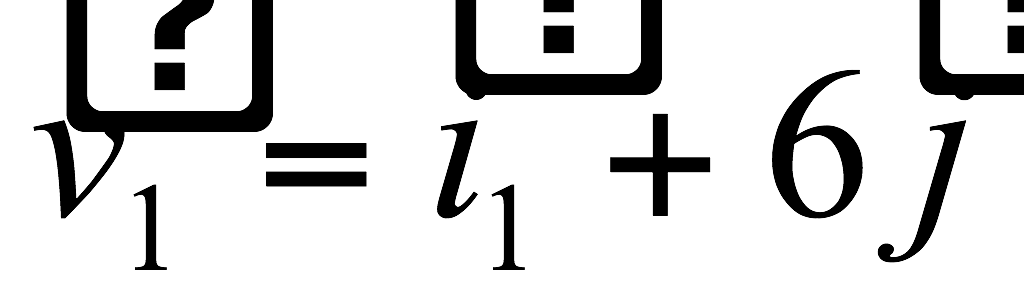 v₁ = i₁ + 6j